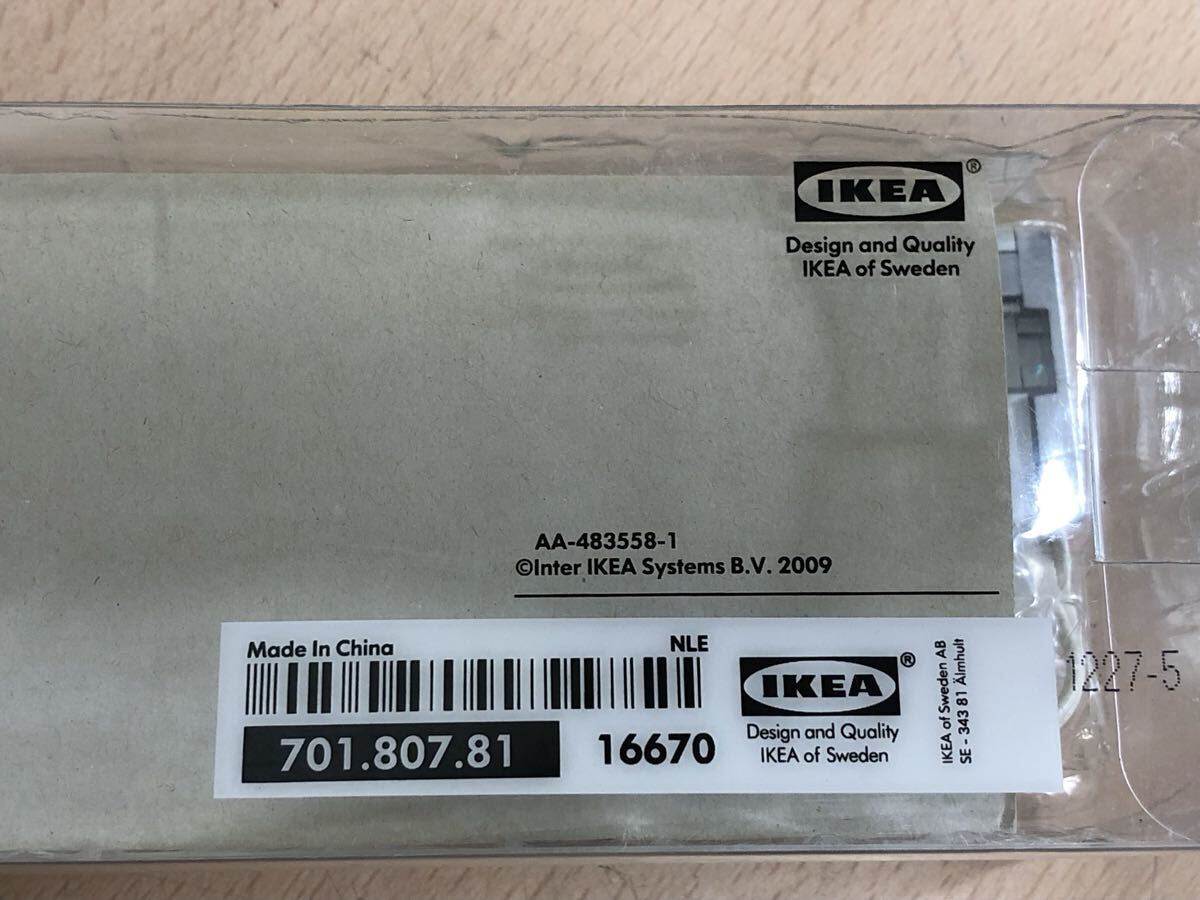 IKEA®
Design and Quality
IKEA of Sweden
AA-483558-1
©Inter IKEA Systems B.V. 2009
Made In China
NLE
701.807.81
16670
IKEA®
Design and Quality
IKEA of Sweden
IKEA of Sweden AB
SE - 343 81 Älmhult
1227-5